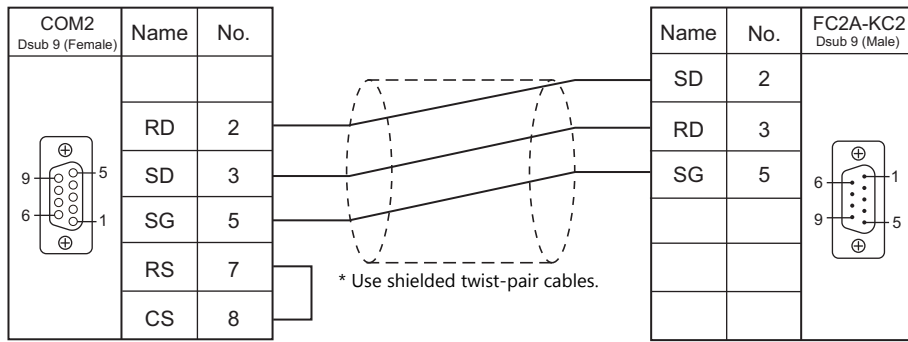 COM2
Dsub 9 (Female)
Name No.
RD 2
SD 3
SG 5
RS 7
CS 8
9 5
6 1
* Use shielded twist-pair cables.
Name No.
SD 2
RD 3
SG 5
FC2A-KC2
Dsub 9 (Male)
6 1
9 5